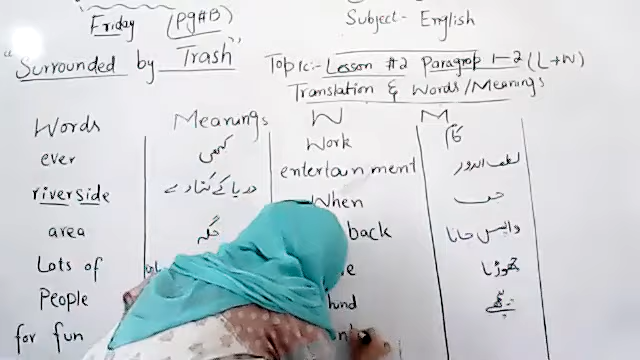 Friday (Pg#B)
Subject- English
"Surrounded by Trash"
Topic:- Lesson #2 Paragrap 1-2 (L→W)
Translation & Words/Meanings
Words Meanings W M
ever کبھی Work کام
riverside دریا کے کنارے entertainment لطف اندوز
area جگہ When جب
Lots of back واپس جانا
People چھوڑنا
for fun